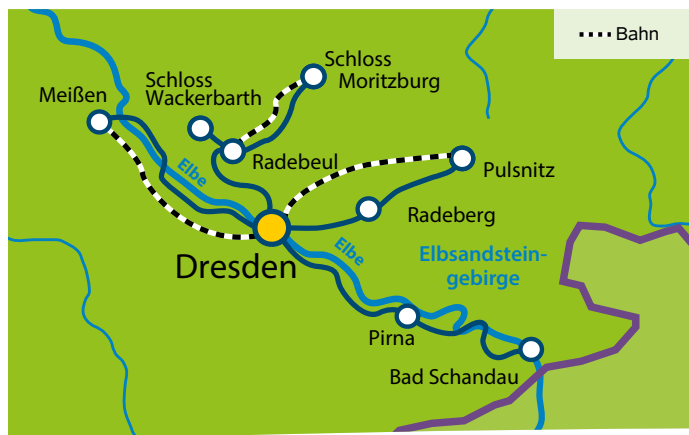 Bahn
Schloss
Moritzburg
Schloss
Wackerbarth
Meißen
Radebeul
Elbe
Pulsnitz
Radeberg
Dresden
Elbe
Elbsandstein-
gebirge
Pirna
Bad Schandau